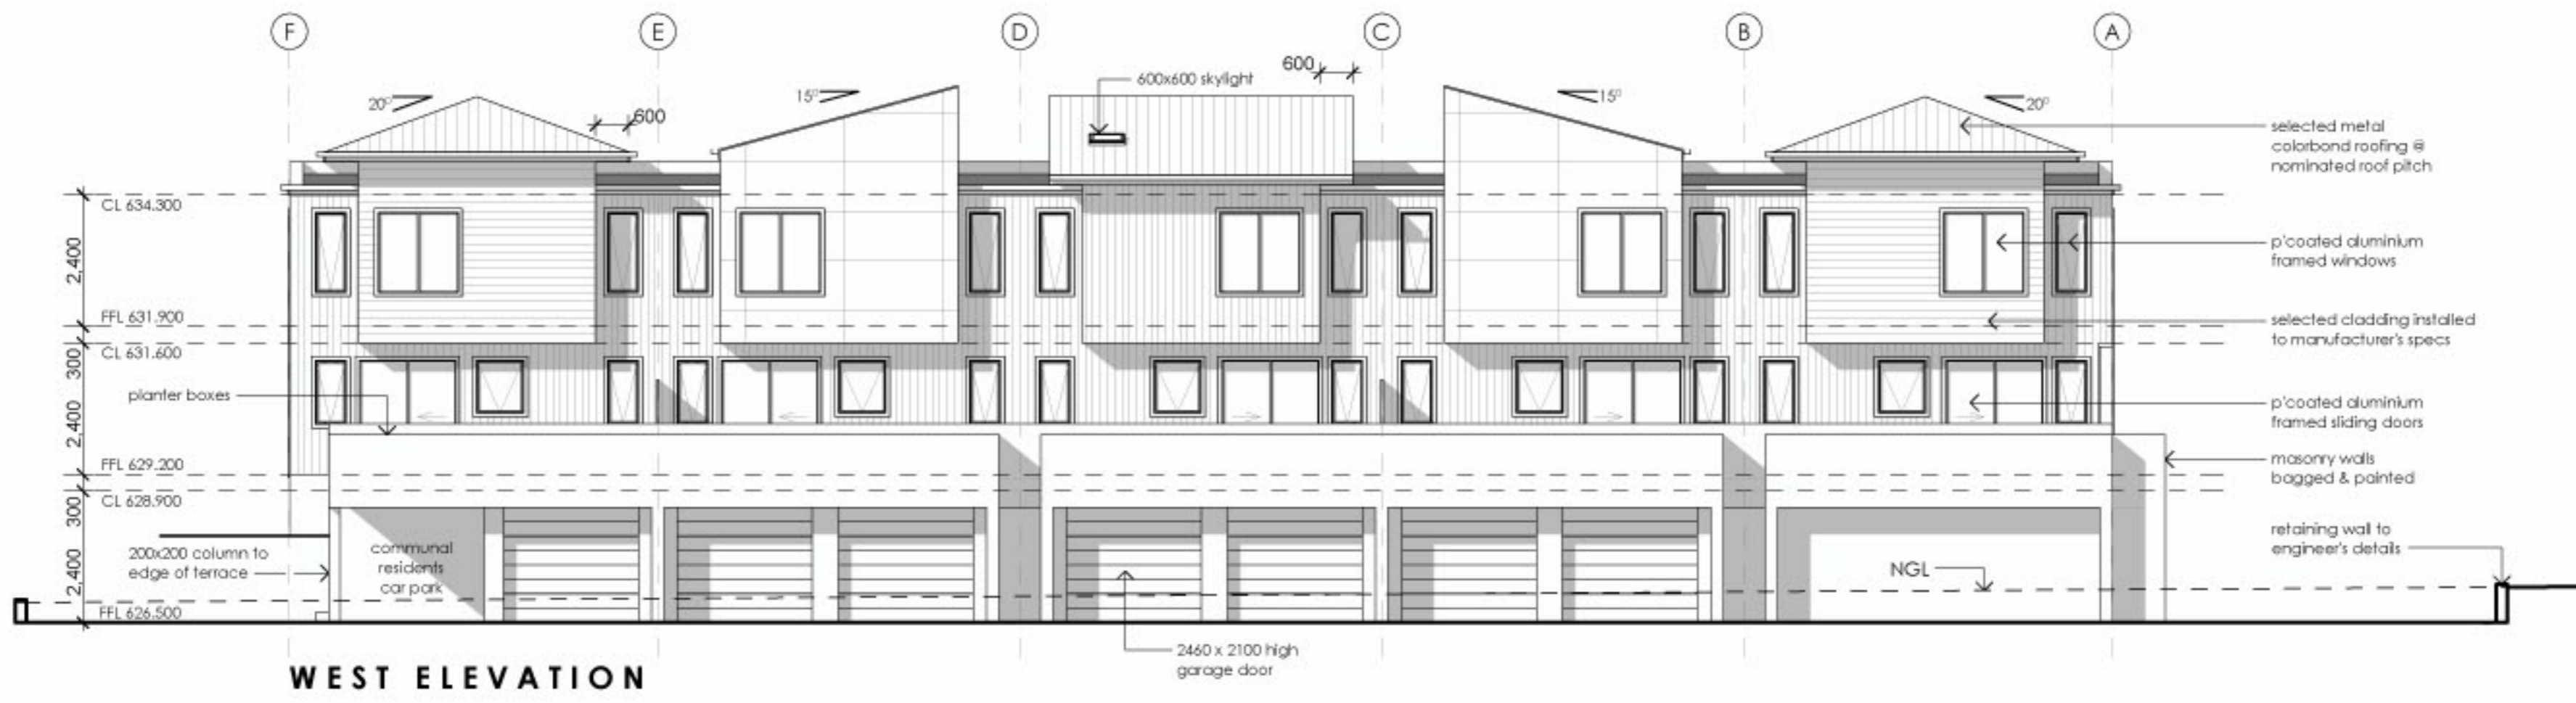 F
E
D
C
B
A
20°
600
15°
600x600 skylight
600
15°
20°
selected metal
colorbond roofing @
nominated roof pitch
CL 634.300
2,400
p'coated aluminium
framed windows
FFL 631.900
selected cladding installed
to manufacturer's specs
CL 631.600
300
planter boxes
p'coated aluminium
framed sliding doors
2,400
FFL 629.200
masonry walls
bagged & painted
CL 628.900
300
200x200 column to
edge of terrace
communal
residents
car park
retaining wall to
engineer's details
NGL
2,400
FFL 626.500
2460 x 2100 high
garage door
WEST ELEVATION